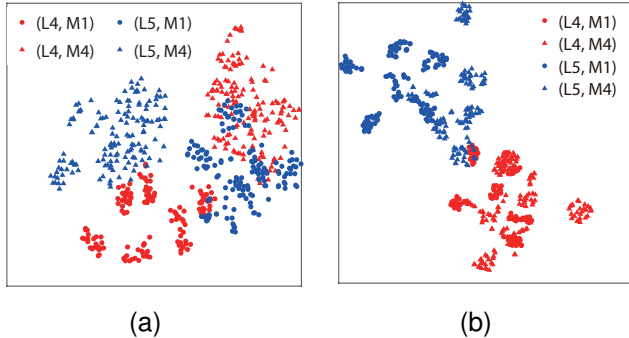 (L4, M1) (L5, M1)
(L4, M4) (L5, M4)
(L4, M1)
(L4, M4)
(L5, M1)
(L5, M4)
(a) (b)